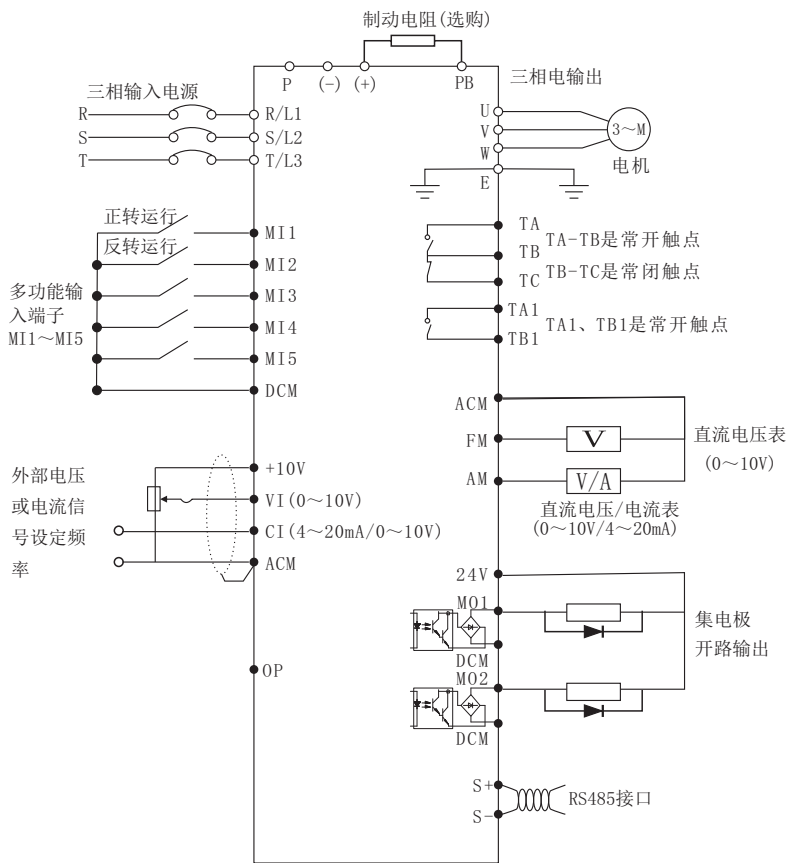 制动电阻(选购)
P
(-)
(+)
PB
三相输入电源
R
R/L1
S
S/L2
T
T/L3
三相电输出
U
V
W
3～M
电机
E
正转运行
MI1
反转运行
MI2
多功能输
入端子
MI1～MI5
MI3
MI4
MI5
DCM
TA
TA-TB是常开触点
TB
TB-TC是常闭触点
TC
TA1
TA1、TB1是常开触点
TB1
ACM
FM
V
直流电压表
(0～10V)
AM
V/A
直流电压/电流表
(0～10V/4～20mA)
外部电压
或电流信
号设定频
率
+10V
VI(0～10V)
CI(4～20mA/0～10V)
ACM
OP
24V
MO1
DCM
集电极
开路输出
MO2
DCM
S+
RS485接口
S-